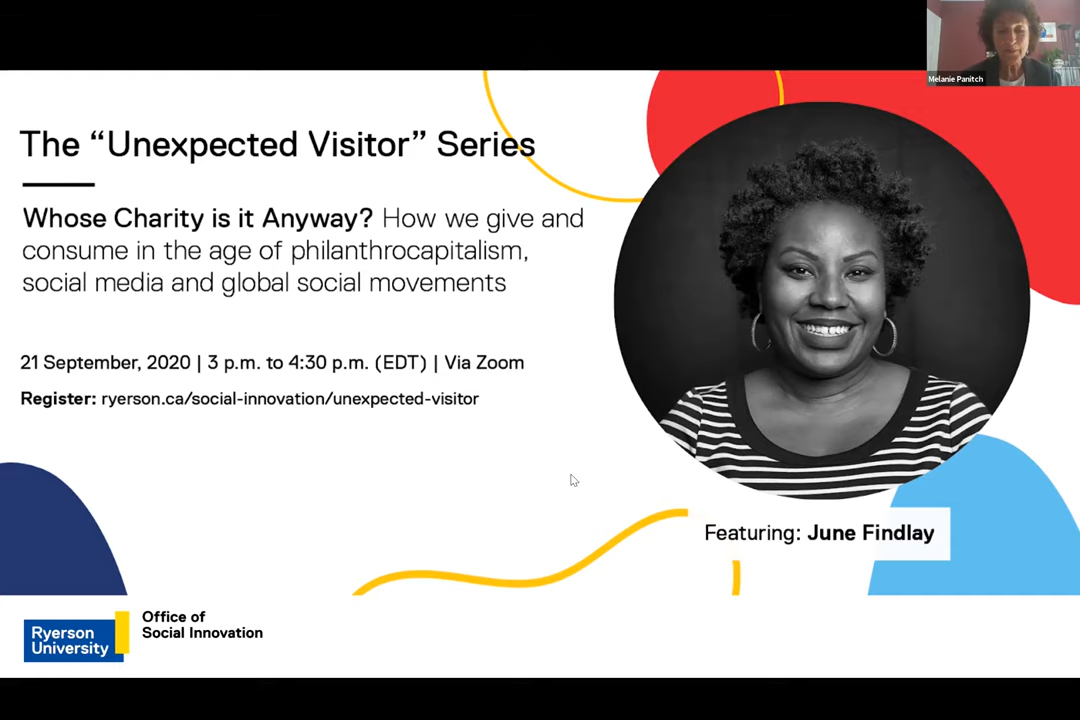 Melanie Panitch
The “Unexpected Visitor” Series
Whose Charity is it Anyway? How we give and
consume in the age of philanthrocapitalism,
social media and global social movements
21 September, 2020 | 3 p.m. to 4:30 p.m. (EDT) | Via Zoom
Register: ryerson.ca/social-innovation/unexpected-visitor
Featuring: June Findlay
Ryerson
University
Office of
Social Innovation